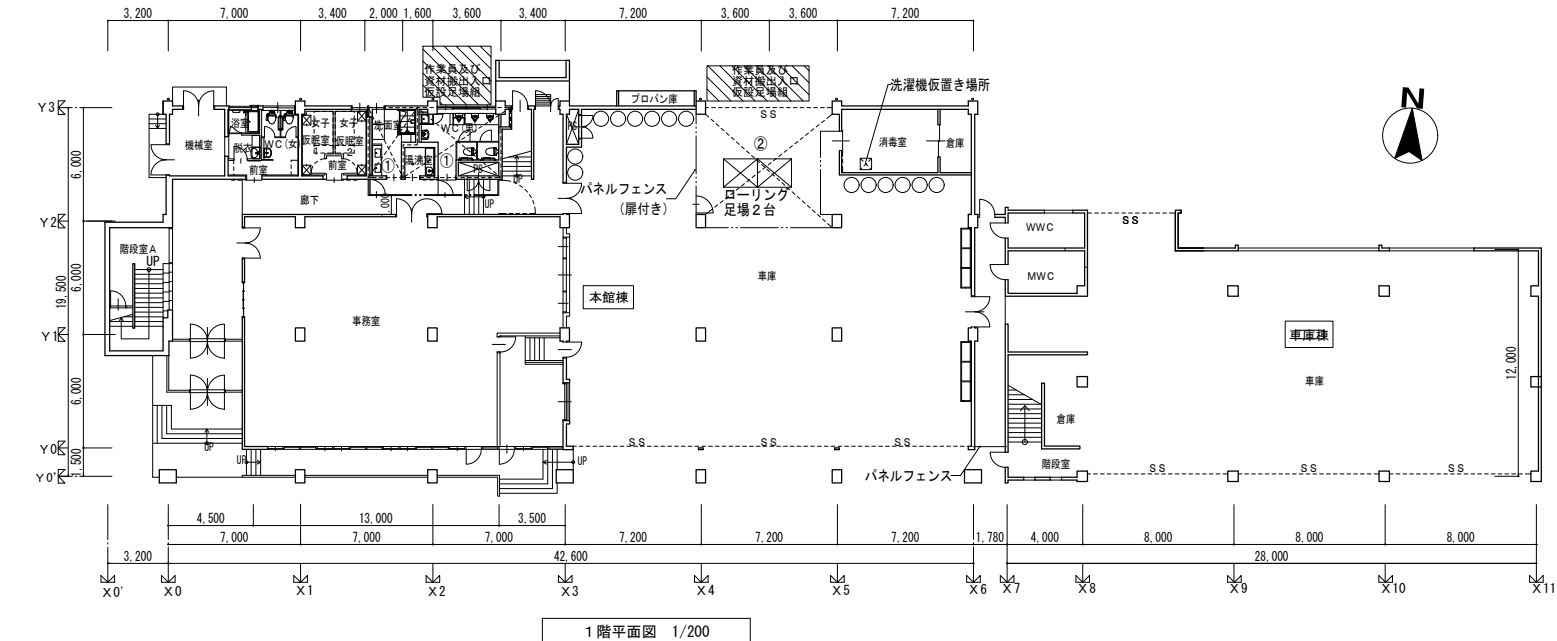 3,200
7,000
3,400
2,000
1,600
3,600
3,400
7,200
3,600
3,600
7,200
作業員及び
資材搬出入口
仮設足場組
作業員及び
資材搬出入口
仮設足場組
洗濯機仮置き場所
プロパン庫
N
Y3
SS
浴室
機械室
脱衣
WC(女)
前室
女子
仮眠室
1
女子
仮眠室
2
前室
洗面室
①
湯沸室
WC(男)
①
PS
PS
UP
②
消毒室
倉庫
パネルフェンス
(扉付き)
ローリング
足場2台
6,000
廊下
UP
Y2
SS
WWC
MWC
階段室A
UP
19,500
6,000
車庫
本館棟
事務室
Y1
車庫棟
車庫
12,000
6,000
倉庫
UP
Y0
SS
SS
SS
UP
UP
1,500
Y0'
パネルフェンス
階段室
SS
SS
SS
4,500
13,000
3,500
7,000
7,000
7,000
7,200
7,200
7,200
1,780
4,000
8,000
8,000
8,000
3,200
42,600
28,000
X0'
X0
X1
X2
X3
X4
X5
X6
X7
X8
X9
X10
X11
1階平面図 1/200